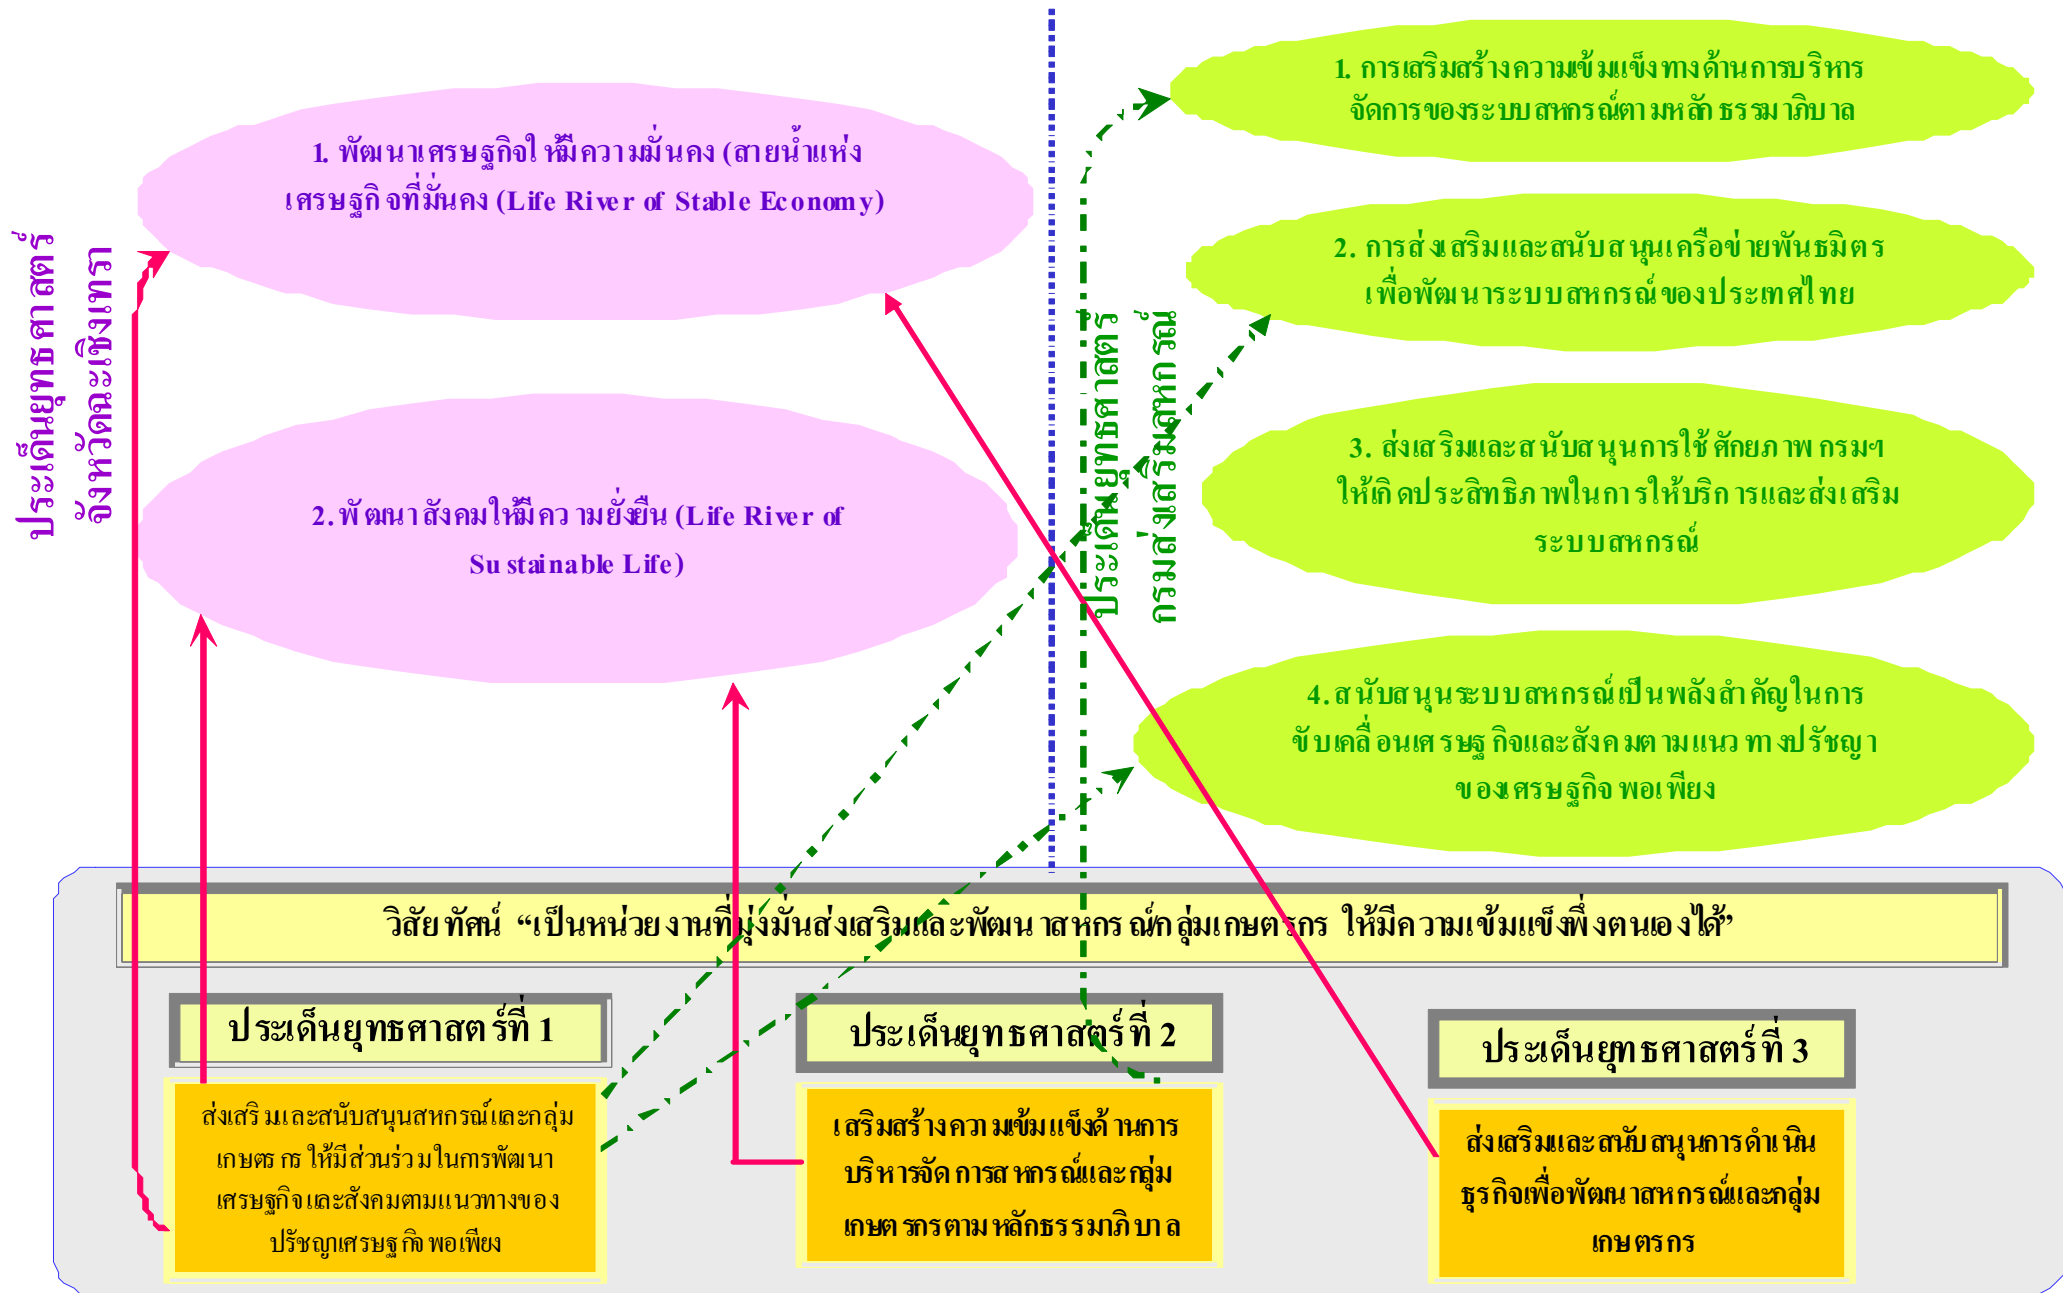 ประเด็นยุทธศาสตร์
จังหวัดฉะเชิงเทรา
1. พัฒนาเศรษฐกิจให้มีความมั่นคง (สายน้ำแห่ง
เศรษฐกิจที่มั่นคง (Life River of Stable Economy)
2. พัฒนาสังคมให้มีความยั่งยืน (Life River of
Sustainable Life)
ประเด็นยุทธศาสตร์
กรมส่งเสริมสหกรณ์
1. การเสริมสร้างความเข้มแข็งทางด้านการบริหาร
จัดการของระบบสหกรณ์ตามหลักธรรมาภิบาล
2. การส่งเสริมและสนับสนุนเครือข่ายพันธมิตร
เพื่อพัฒนาระบบสหกรณ์ของประเทศไทย
3. ส่งเสริมและสนับสนุนการใช้ศักยภาพกรมฯ
ให้เกิดประสิทธิภาพในการให้บริการและส่งเสริม
ระบบสหกรณ์
4. สนับสนุนระบบสหกรณ์เป็นพลังสำคัญในการ
ขับเคลื่อนเศรษฐกิจและสังคมตามแนวทางปรัชญา
ของเศรษฐกิจพอเพียง
วิสัยทัศน์ “เป็นหน่วยงานที่มุ่งมั่นส่งเสริมและพัฒนาสหกรณ์/กลุ่มเกษตรกร ให้มีความเข้มแข็งพึ่งตนเองได้”
ประเด็นยุทธศาสตร์ที่ 1
ส่งเสริมและสนับสนุนสหกรณ์และกลุ่ม
เกษตรกรให้มีส่วนร่วมในการพัฒนา
เศรษฐกิจและสังคมตามแนวทางของ
ปรัชญาเศรษฐกิจพอเพียง
ประเด็นยุทธศาสตร์ที่ 2
เสริมสร้างความเข้มแข็งด้านการ
บริหารจัดการสหกรณ์และกลุ่ม
เกษตรกรตามหลักธรรมาภิบาล
ประเด็นยุทธศาสตร์ที่ 3
ส่งเสริมและสนับสนุนการดำเนิน
ธุรกิจเพื่อพัฒนาสหกรณ์และกลุ่ม
เกษตรกร